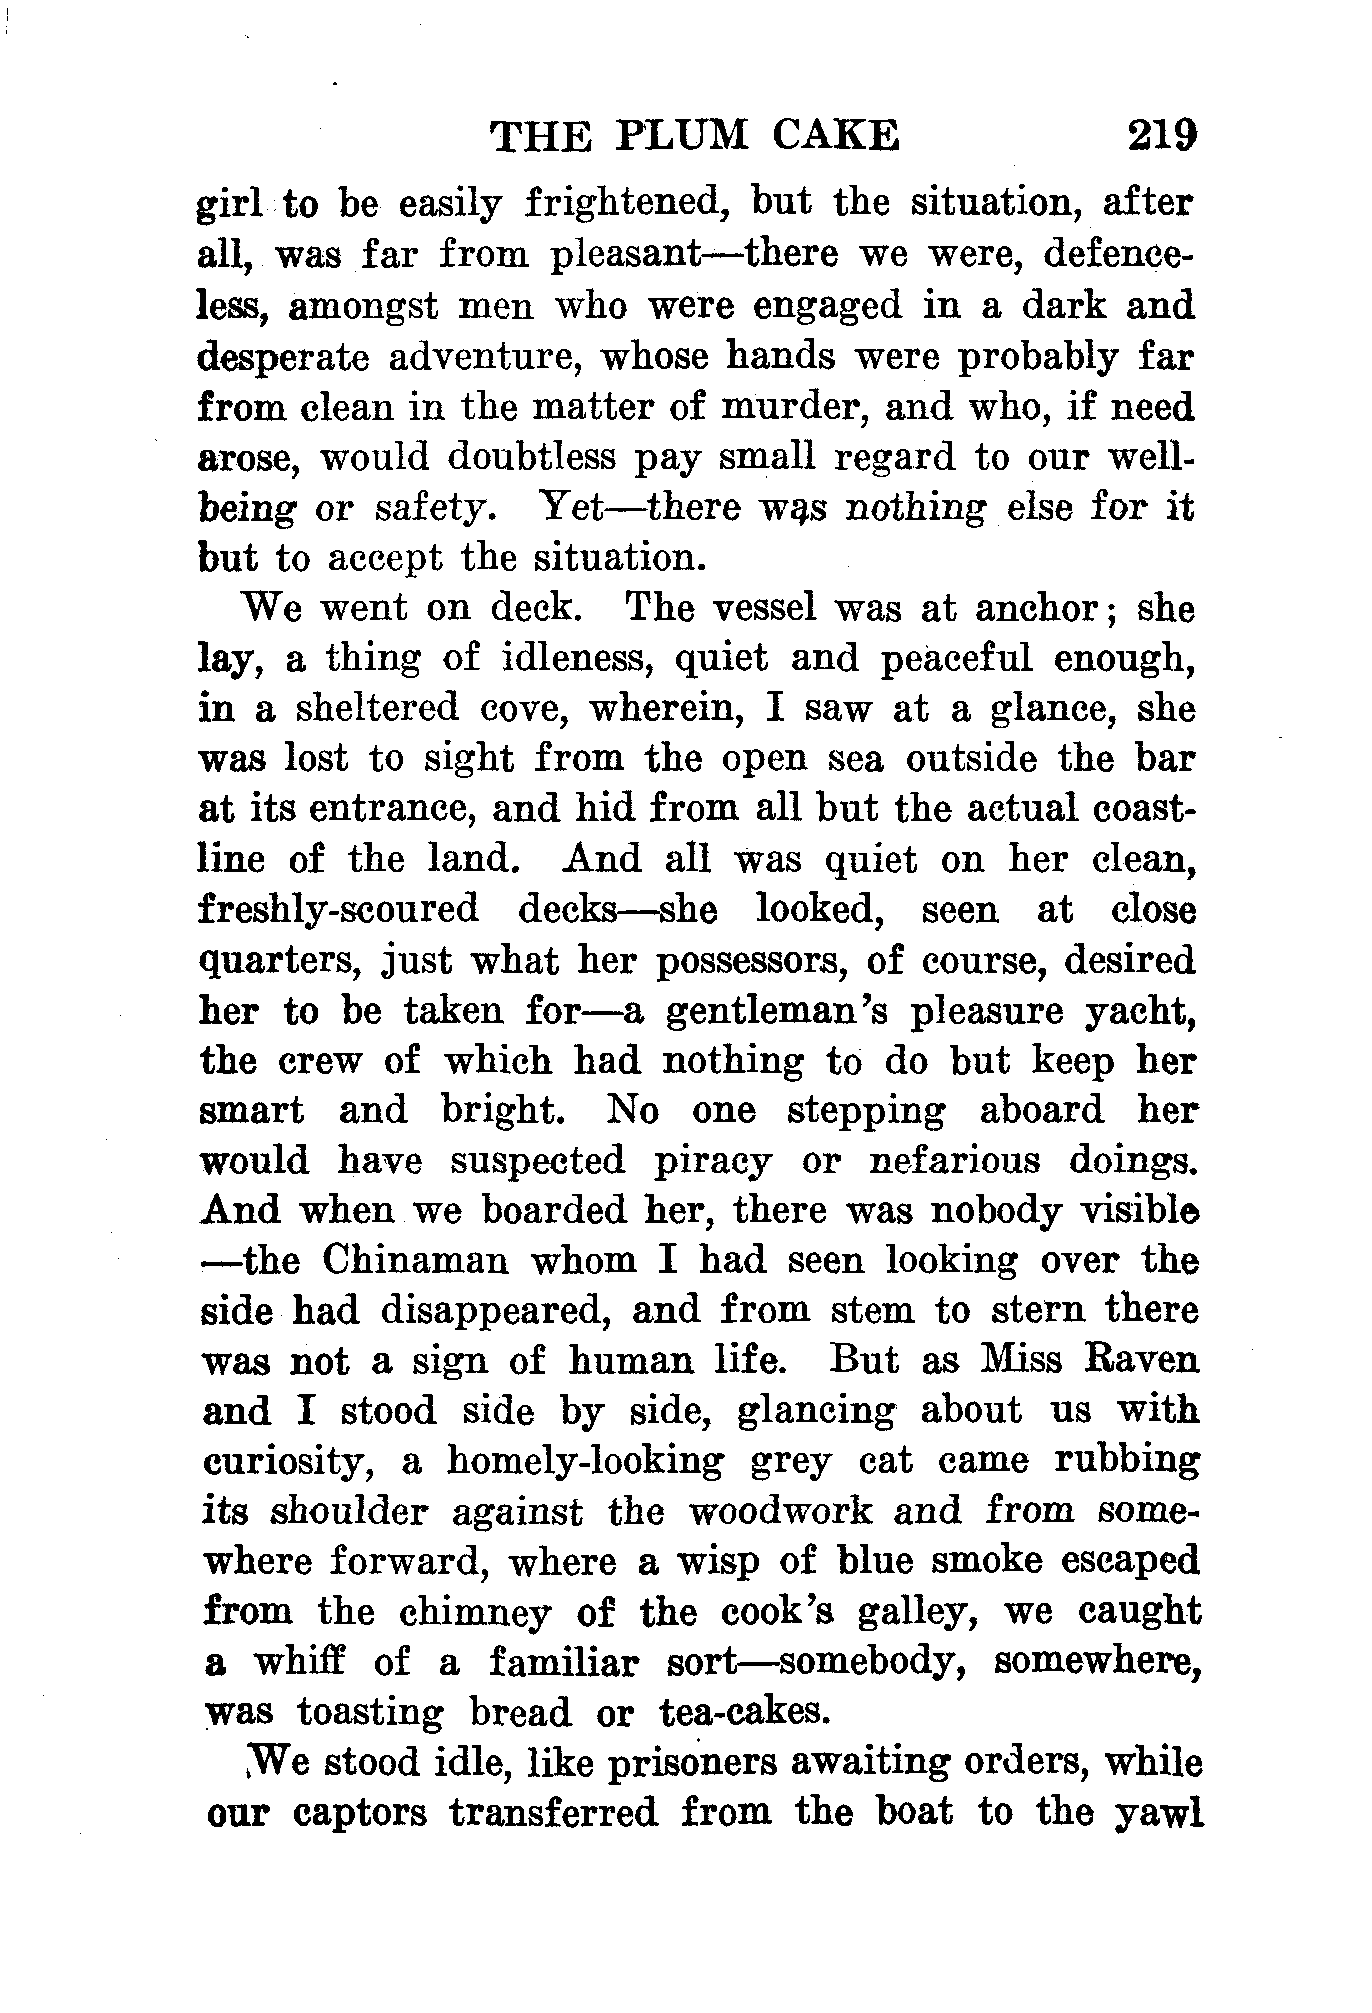 THE PLUM CAKE 219
girl to be easily frightened, but the situation, after
all, was far from pleasant—there we were, defence-
less, amongst men who were engaged in a dark and
desperate adventure, whose hands were probably far
from clean in the matter of murder, and who, if need
arose, would doubtless pay small regard to our well-
being or safety. Yet—there was nothing else for it
but to accept the situation.
We went on deck. The vessel was at anchor; she
lay, a thing of idleness, quiet and peaceful enough,
in a sheltered cove, wherein, I saw at a glance, she
was lost to sight from the open sea outside the bar
at its entrance, and hid from all but the actual coast-
line of the land. And all was quiet on her clean,
freshly-scoured decks—she looked, seen at close
quarters, just what her possessors, of course, desired
her to be taken for—a gentleman's pleasure yacht,
the crew of which had nothing to do but keep her
smart and bright. No one stepping aboard her
would have suspected piracy or nefarious doings.
And when we boarded her, there was nobody visible
—the Chinaman whom I had seen looking over the
side had disappeared, and from stem to stern there
was not a sign of human life. But as Miss Raven
and I stood side by side, glancing about us with
curiosity, a homely-looking grey cat came rubbing
its shoulder against the woodwork and from some-
where forward, where a wisp of blue smoke escaped
from the chimney of the cook's galley, we caught
a whiff of a familiar sort—somebody, somewhere,
was toasting bread or tea-cakes.
We stood idle, like prisoners awaiting orders, while
our captors transferred from the boat to the yawl